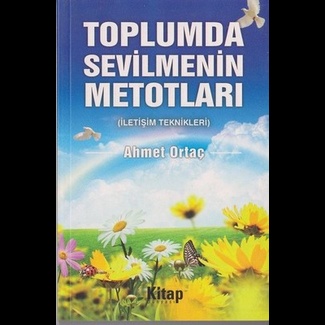 TOPLUMDA
SEVİLMENİN
METOTLARI
(İLETİŞİM TEKNİKLERİ)
Ahmet Ortaç
Kitap